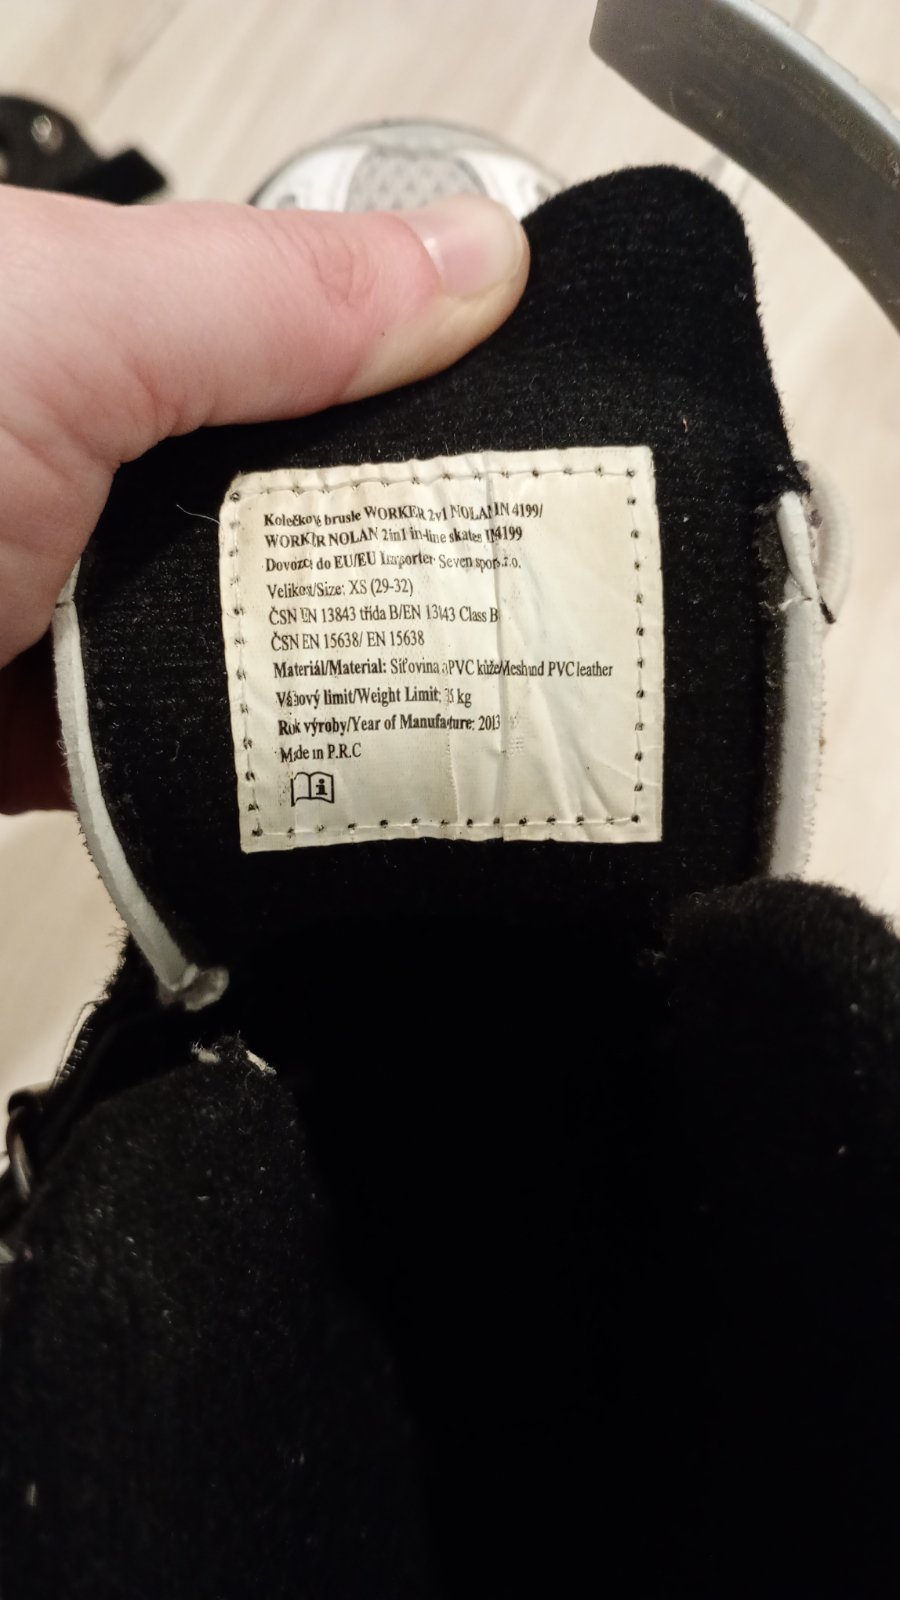 Kolečkové brusle WORKER 2v1 NOLAN IN 4199/
WORKER NOLAN 2in1 in-line skates IN4199
Dovozce do EU/EU Importer: Seven sport s.r.o.
Velikost/Size: XS (29-32)
ČSN EN 13843 třída B/EN 13843 Class B
ČSN EN 15638/ EN 15638
Materiál/Material: Síťovina a PVC kůže/Mesh and PVC leather
Váhový limit/Weight Limit: kg
Rok výroby/Year of Manufacture: 2013
Made in P.R.C